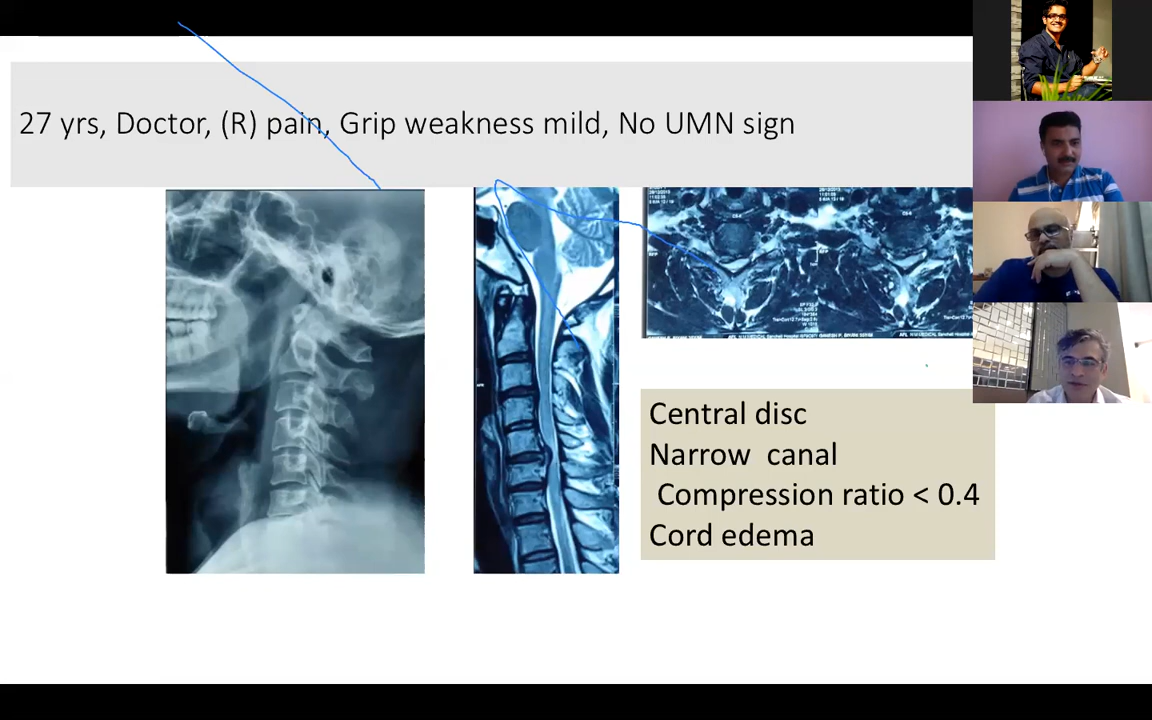 27 yrs, Doctor, (R) pain, Grip weakness mild, No UMN sign
Central disc
Narrow canal
Compression ratio < 0.4
Cord edema